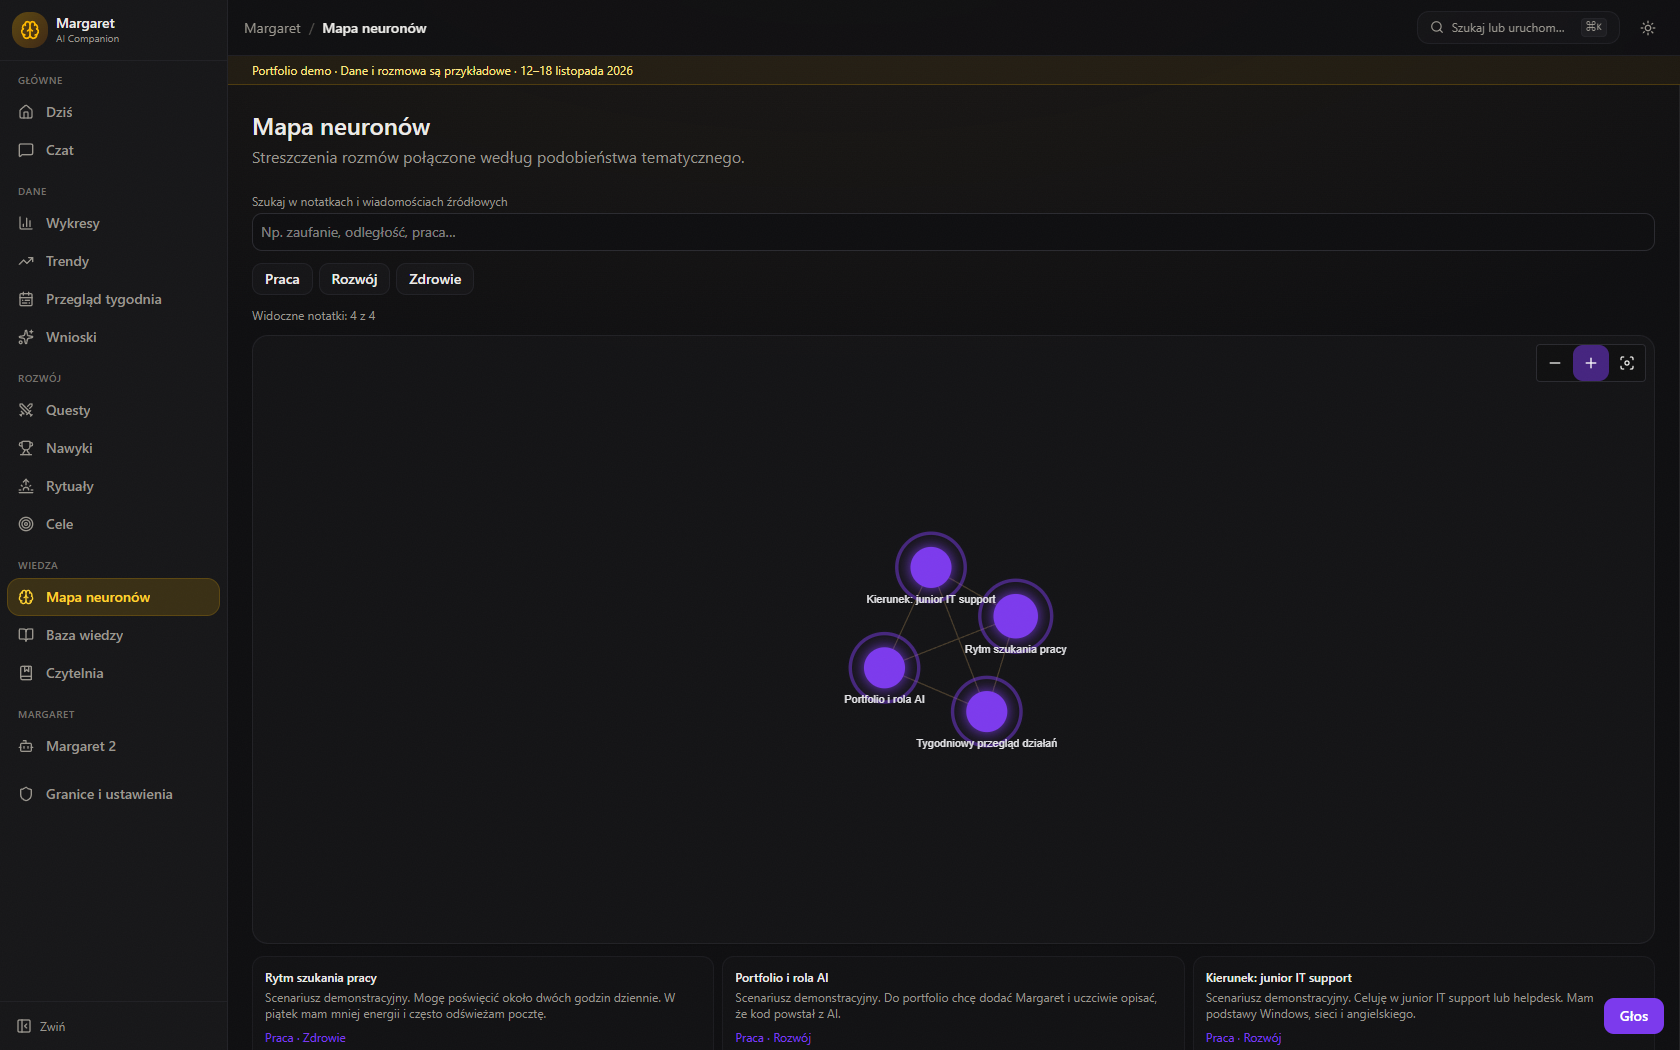 Margaret
AI Companion
GŁÓWNE
Dziś
Czat
DANE
Wykresy
Trendy
Przegląd tygodnia
Wnioski
ROZWÓJ
Questy
Nawyki
Rytuały
Cele
WIEDZA
Mapa neuronów
Baza wiedzy
Czytelnia
MARGARET
Margaret 2
Granice i ustawienia
Zwiń
Margaret / Mapa neuronów
Szukaj lub uruchom... ⌘K
Portfolio demo · Dane i rozmowa są przykładowe · 12–18 listopada 2026
Mapa neuronów
Streszczenia rozmów połączone według podobieństwa tematycznego.
Szukaj w notatkach i wiadomościach źródłowych
Np. zaufanie, odległość, praca...
Praca Rozwój Zdrowie
Widoczne notatki: 4 z 4
Kierunek: junior IT support
Rytm szukania pracy
Portfolio i rola AI
Tygodniowy przegląd działań
Rytm szukania pracy
Scenariusz demonstracyjny. Mogę poświęcić około dwóch godzin dziennie. W
piątek mam mniej energii i często odświeżam pocztę.
Praca · Zdrowie
Portfolio i rola AI
Scenariusz demonstracyjny. Do portfolio chcę dodać Margaret i uczciwie opisać,
że kod powstał z AI.
Praca · Rozwój
Kierunek: junior IT support
Scenariusz demonstracyjny. Celuję w junior IT support lub helpdesk. Mam
podstawy Windows, sieci i angielskiego.
Praca · Rozwój
Głos